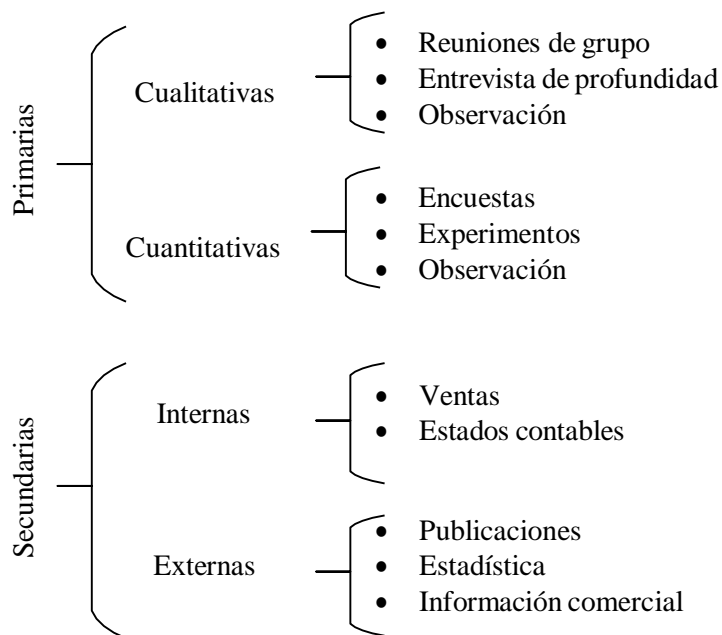 Primarias
Cualitativas
• Reuniones de grupo
• Entrevista de profundidad
• Observación
Cuantitativas
• Encuestas
• Experimentos
• Observación
Secundarias
Internas
• Ventas
• Estados contables
Externas
• Publicaciones
• Estadística
• Información comercial